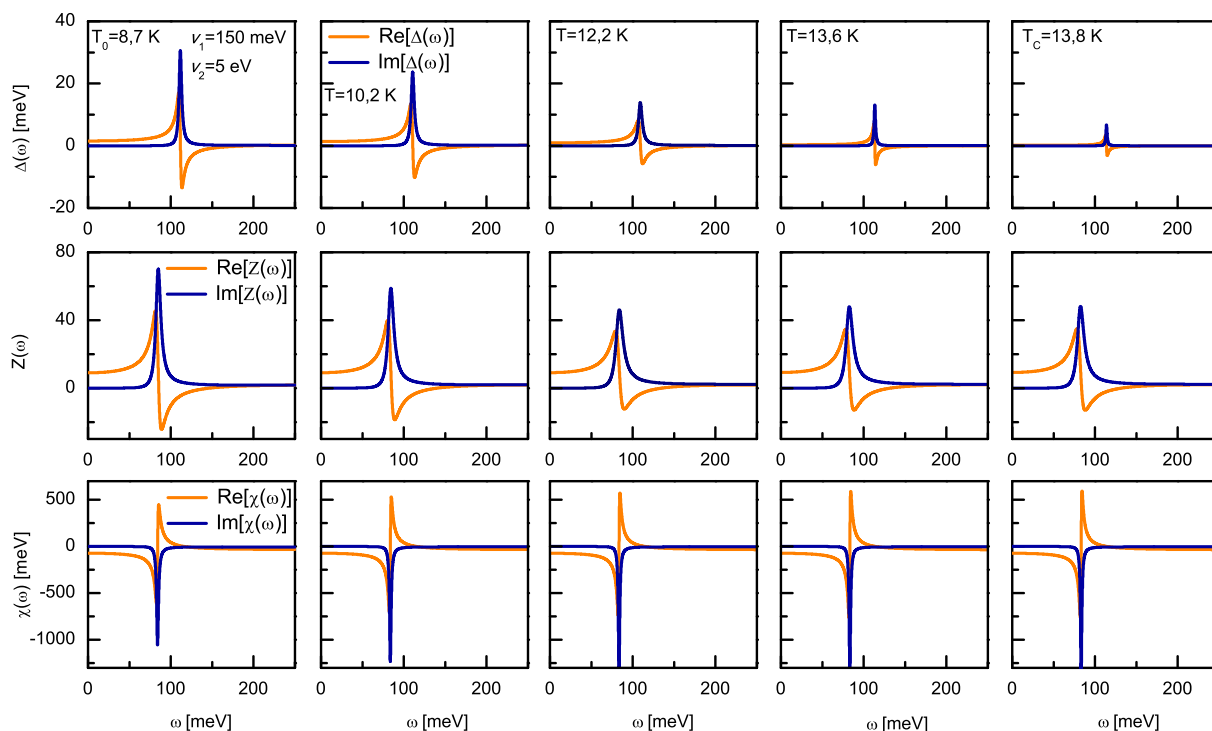 40
T₀=8,7 K
ν₁=150 meV
ν₂=5 eV
Re[Δ(ω)]
Im[Δ(ω)]
T=10,2 K
T=12,2 K
T=13,6 K
T_C=13,8 K
20
0
-20
Δ(ω) [meV]
0 100 200 0 100 200 0 100 200 0 100 200 0 100 200
80
Re[Z(ω)]
Im[Z(ω)]
40
0
Z(ω)
0 100 200 0 100 200 0 100 200 0 100 200 0 100 200
500
Re[χ(ω)]
Im[χ(ω)]
0
-500
-1000
χ(ω) [meV]
0 100 200 0 100 200 0 100 200 0 100 200 0 100 200
ω [meV] ω [meV] ω [meV] ω [meV] ω [meV]